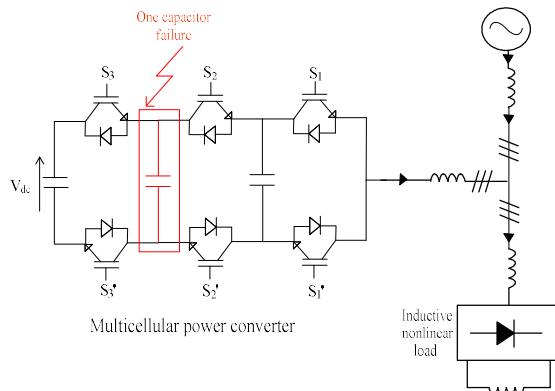 One capacitor
failure
S3
S2
S1
Vdc
S3'
S2'
S1'
Multicellular power converter
Inductive
nonlinear
load